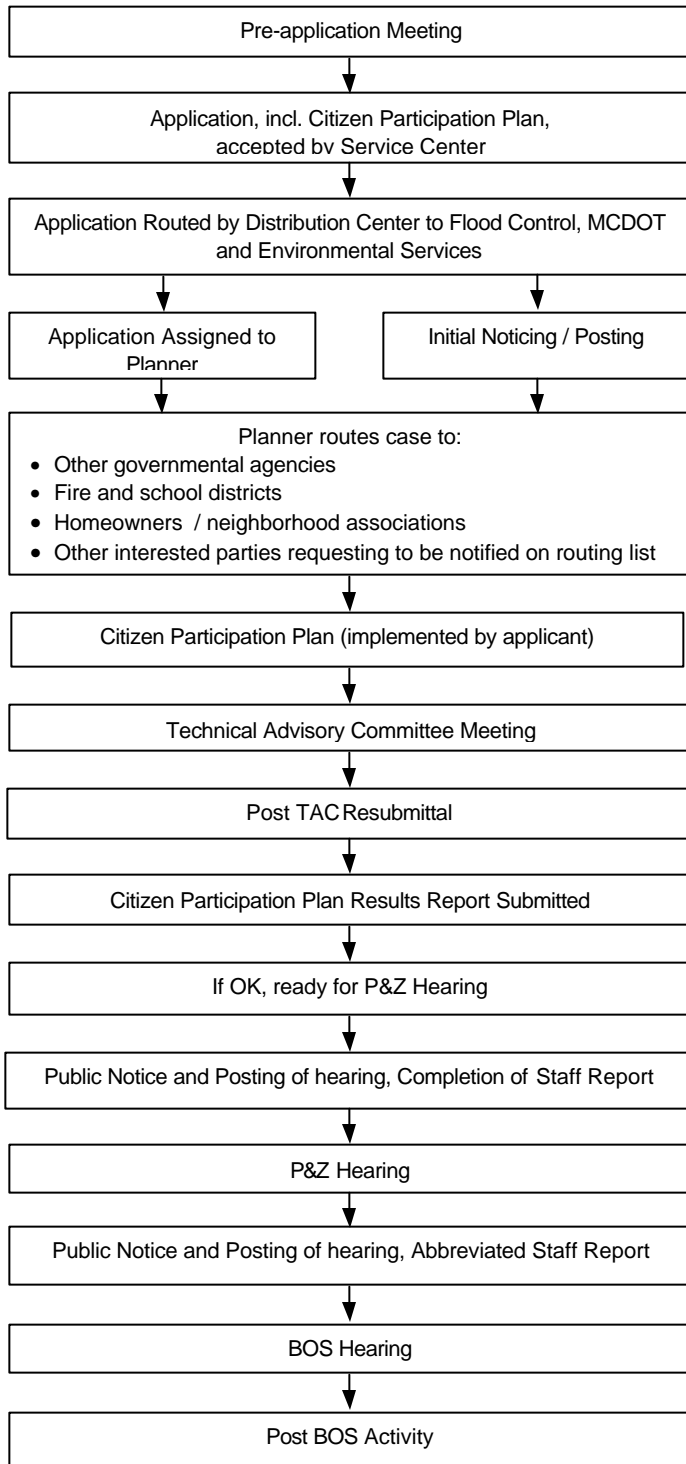 Pre-application Meeting
Application, incl. Citizen Participation Plan,
accepted by Service Center
Application Routed by Distribution Center to Flood Control, MCDOT
and Environmental Services
Application Assigned to
Planner
Initial Noticing / Posting
Planner routes case to:
• Other governmental agencies
• Fire and school districts
• Homeowners / neighborhood associations
• Other interested parties requesting to be notified on routing list
Citizen Participation Plan (implemented by applicant)
Technical Advisory Committee Meeting
Post TAC Resubmittal
Citizen Participation Plan Results Report Submitted
If OK, ready for P&Z Hearing
Public Notice and Posting of hearing, Completion of Staff Report
P&Z Hearing
Public Notice and Posting of hearing, Abbreviated Staff Report
BOS Hearing
Post BOS Activity